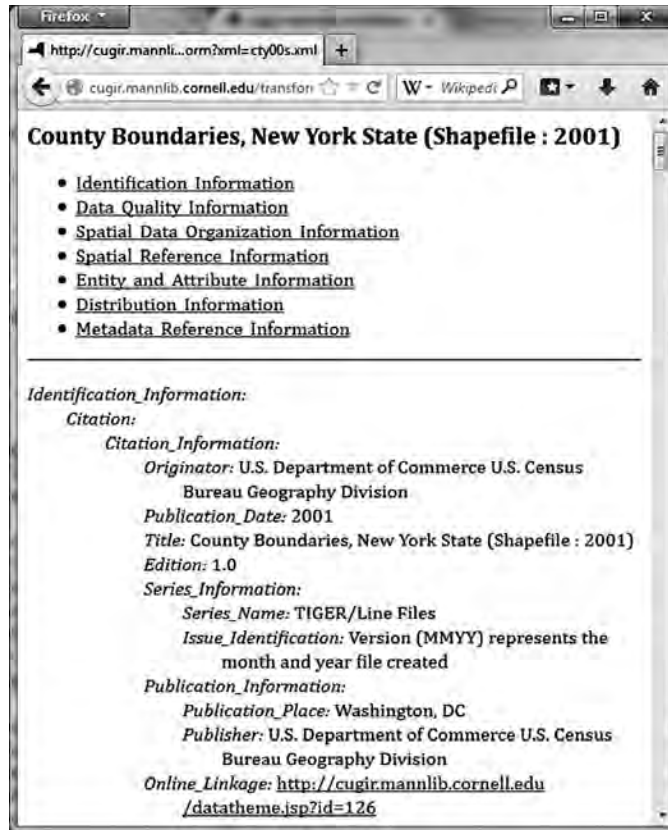 Firefox
http://cugir.mannli...orm?xml=cty00s.xml +
cugir.mannlib.cornell.edu/transforr W - Wikipedi
County Boundaries, New York State (Shapefile : 2001)
• Identification Information
• Data Quality Information
• Spatial Data Organization Information
• Spatial Reference Information
• Entity and Attribute Information
• Distribution Information
• Metadata Reference Information
Identification_Information:
Citation:
Citation_Information:
Originator: U.S. Department of Commerce U.S. Census
Bureau Geography Division
Publication_Date: 2001
Title: County Boundaries, New York State (Shapefile : 2001)
Edition: 1.0
Series_Information:
Series_Name: TIGER/Line Files
Issue_Identification: Version (MMYY) represents the
month and year file created
Publication_Information:
Publication_Place: Washington, DC
Publisher: U.S. Department of Commerce U.S. Census
Bureau Geography Division
Online_Linkage: http://cugir.mannlib.cornell.edu
/datatheme.jsp?id=126